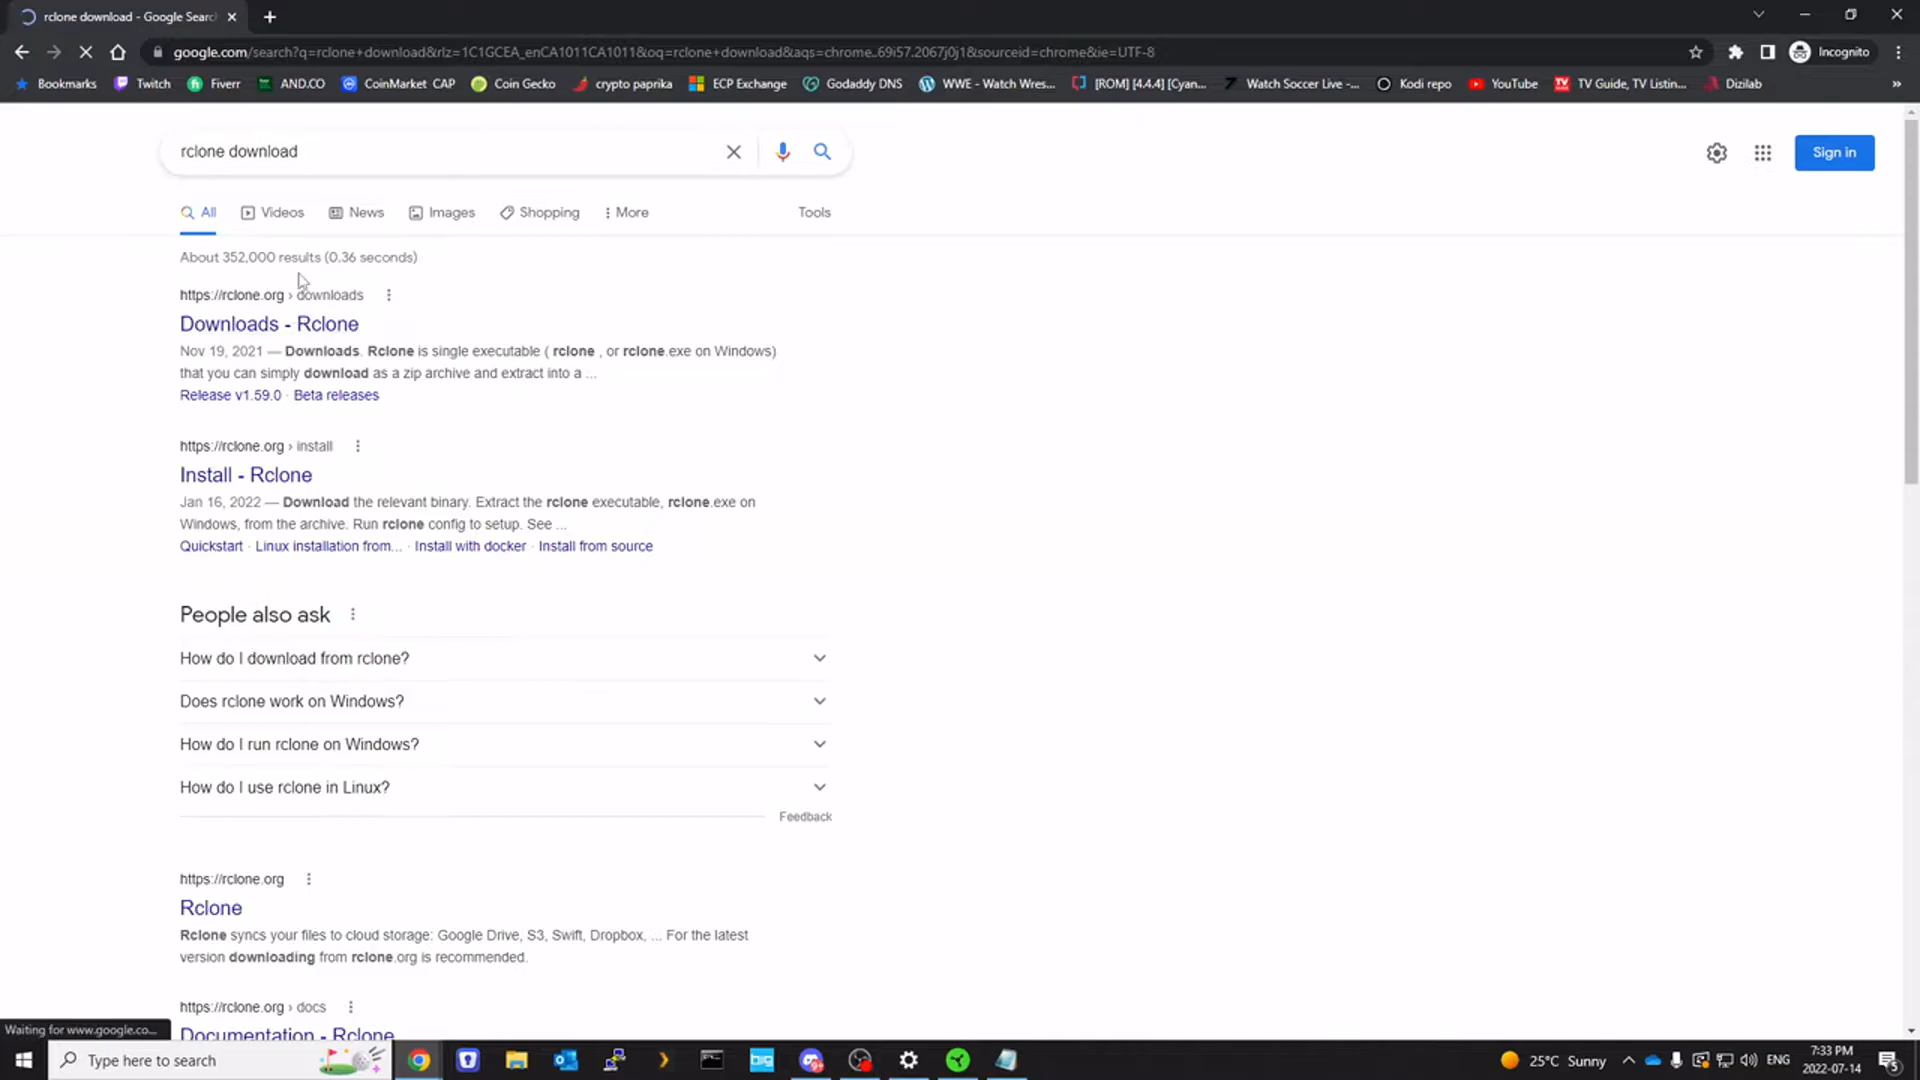 rclone download - Google Searc
google.com/search?q=rclone+download&rlz=1C1GCEA_enCA1011CA1011&oq=rclone+download&aqs=chrome..69i57.2067j0j1&sourceid=chrome&ie=UTF-8
Incognito
Bookmarks Twitch Fiverr AND.CO CoinMarket CAP Coin Gecko crypto paprika ECP Exchange Godaddy DNS WWE - Watch Wres... [ROM] [4.4.4] [Cyan... Watch Soccer Live -... Kodi repo YouTube TV Guide, TV Listin... Dizilab »
rclone download
Sign in
All Videos News Images Shopping More Tools
About 352,000 results (0.36 seconds)
https://rclone.org › downloads
Downloads - Rclone
Nov 19, 2021 — Downloads. Rclone is single executable ( rclone , or rclone.exe on Windows)
that you can simply download as a zip archive and extract into a ...
Release v1.59.0 · Beta releases
https://rclone.org › install
Install - Rclone
Jan 16, 2022 — Download the relevant binary. Extract the rclone executable, rclone.exe on
Windows, from the archive. Run rclone config to setup. See ...
Quickstart · Linux installation from... · Install with docker · Install from source
People also ask
How do I download from rclone?
Does rclone work on Windows?
How do I run rclone on Windows?
How do I use rclone in Linux?
Feedback
https://rclone.org
Rclone
Rclone syncs your files to cloud storage: Google Drive, S3, Swift, Dropbox, ... For the latest
version downloading from rclone.org is recommended.
https://rclone.org › docs
Documentation - Rclone
Waiting for www.google.co...
Type here to search
25°C Sunny
ENG
7:33 PM
2022-07-14
5